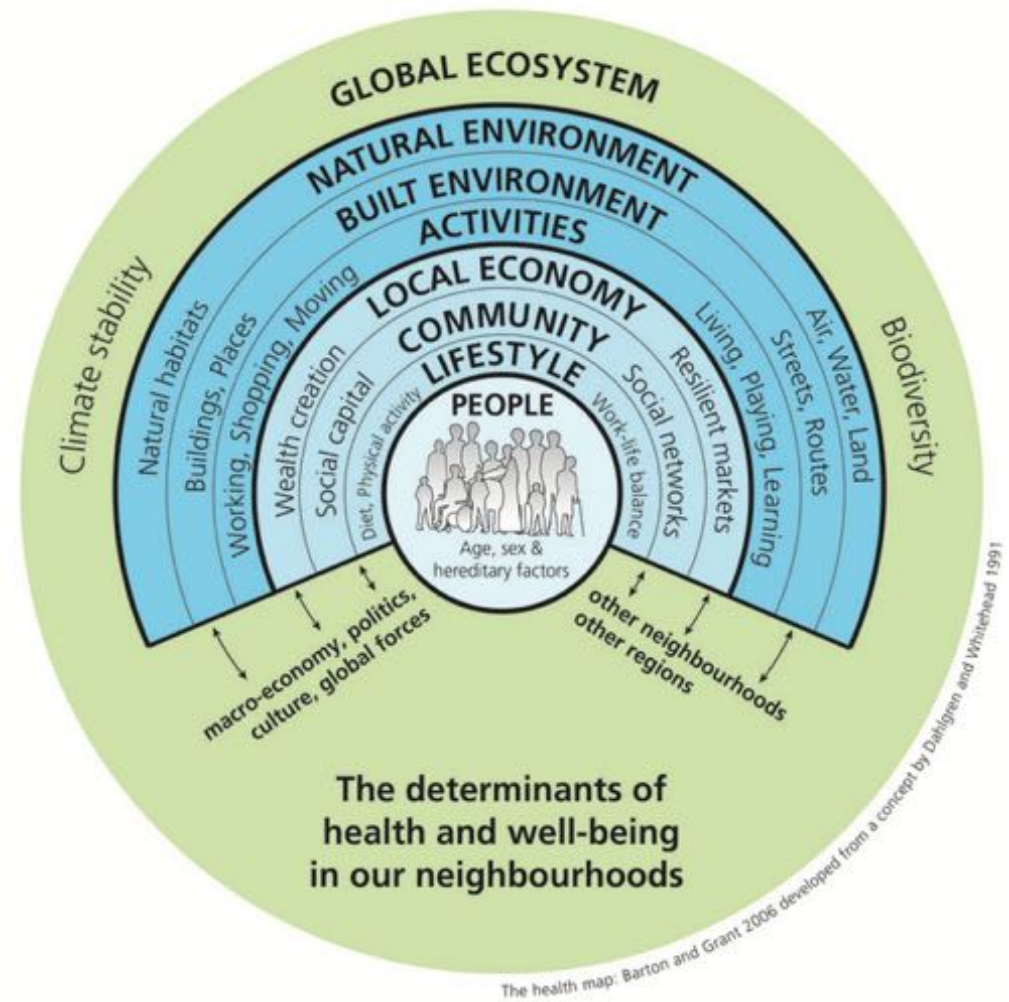 GLOBAL ECOSYSTEM
NATURAL ENVIRONMENT
BUILT ENVIRONMENT
ACTIVITIES
LOCAL ECONOMY
COMMUNITY
LIFESTYLE
PEOPLE
Age, sex &
hereditary factors
Climate stability
Natural habitats
Buildings, Places
Working, Shopping, Moving
Wealth creation
Social capital
Diet, Physical activity
Work-life balance
Social networks
Resilient markets
Living, Playing, Learning
Streets, Routes
Air, Water, Land
Biodiversity
macro-economy, politics,
culture, global forces
other neighbourhoods
other regions
The determinants of
health and well-being
in our neighbourhoods
The health map: Barton and Grant 2006 developed from a concept by Dahlgren and Whitehead 1991